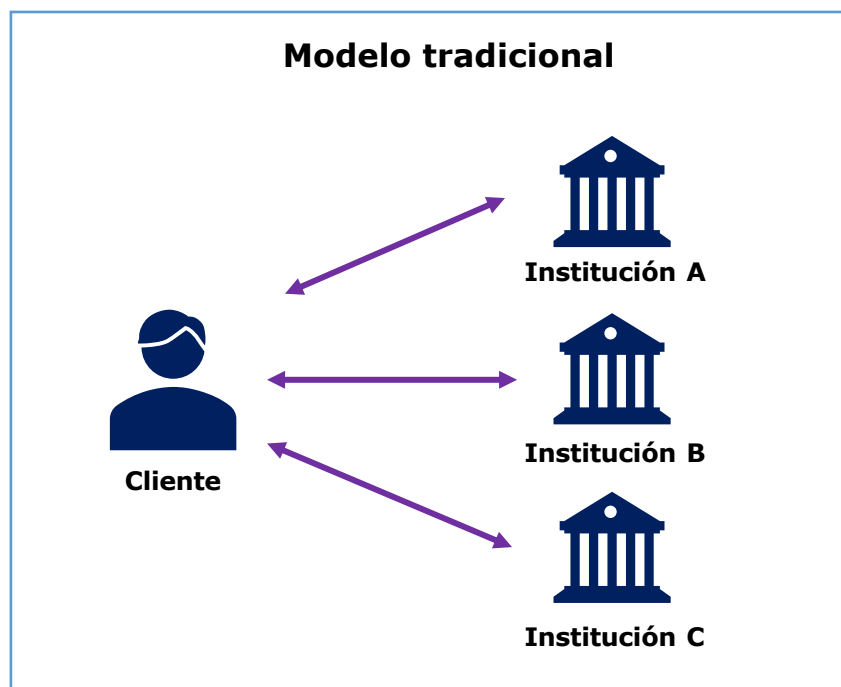 Modelo tradicional
Institución A
Institución B
Cliente
Institución C